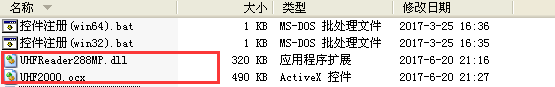 名称 大小 类型 修改日期
控件注册(win64).bat 1 KB MS-DOS 批处理文件 2017-3-25 16:36
控件注册(win32).bat 1 KB MS-DOS 批处理文件 2017-3-25 16:35
UHFReader288MP.dll 320 KB 应用程序扩展 2017-6-20 21:16
UHF2000.ocx 490 KB ActiveX 控件 2017-6-20 21:27